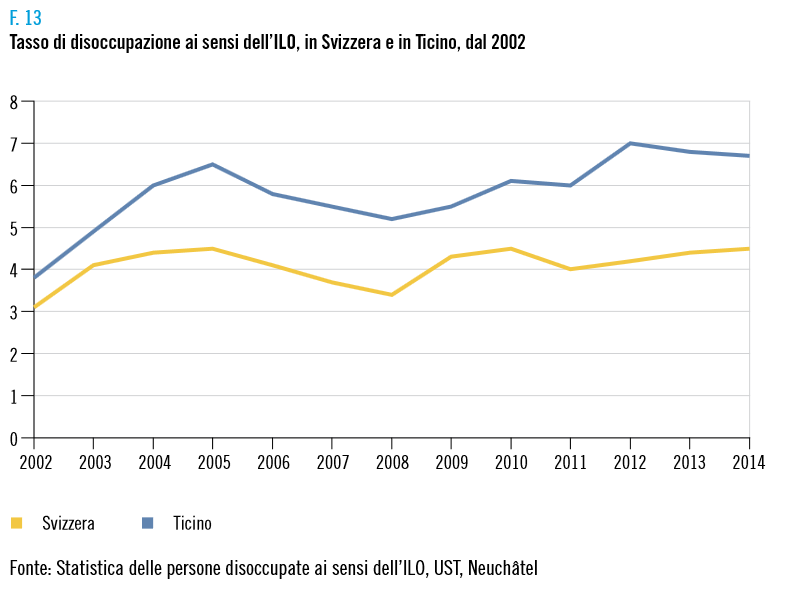 F. 13
Tasso di disoccupazione ai sensi dell'ILO, in Svizzera e in Ticino, dal 2002
8
7
6
5
4
3
2
1
0
2002 2003 2004 2005 2006 2007 2008 2009 2010 2011 2012 2013 2014
Svizzera Ticino
Fonte: Statistica delle persone disoccupate ai sensi dell'ILO, UST, Neuchâtel